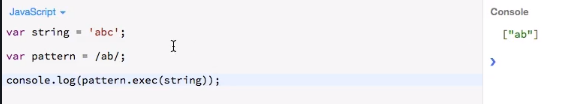 JavaScript
Console
var string = 'abc';
["ab"]
var pattern = /ab/;
console.log(pattern.exec(string));